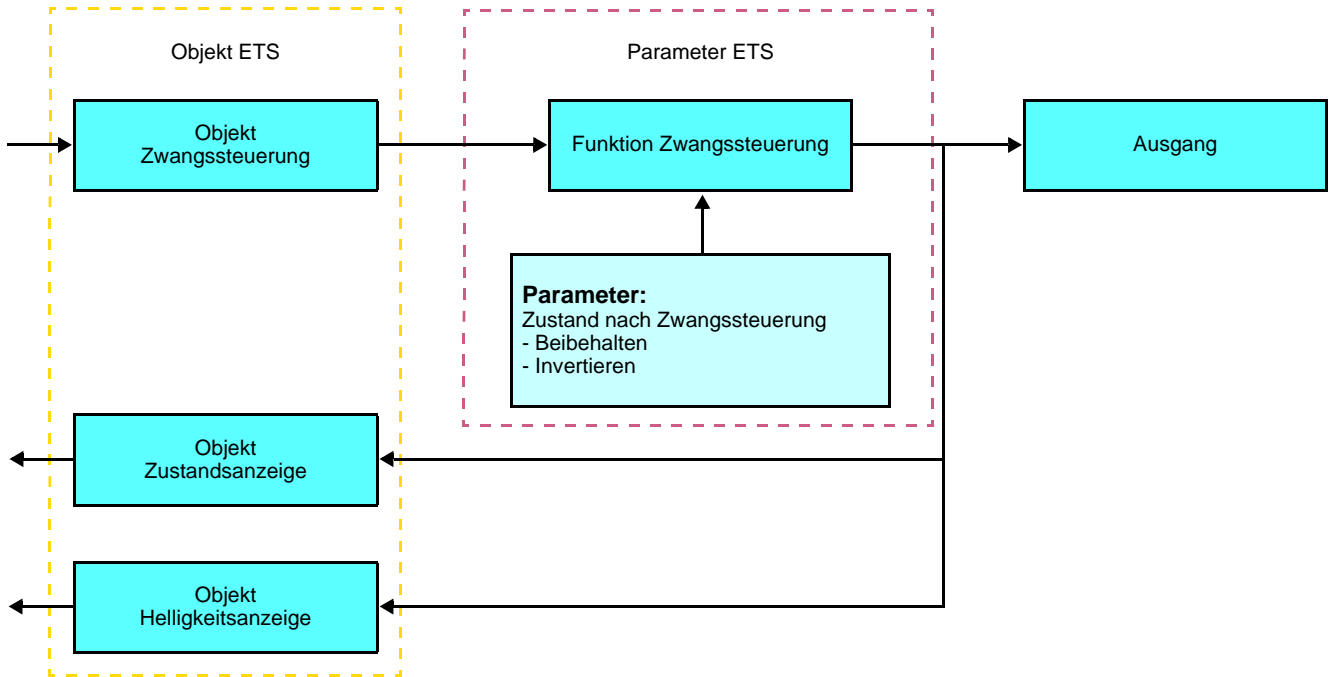 Objekt ETS
Parameter ETS
Objekt
Zwangssteuerung
Funktion Zwangssteuerung
Ausgang
Parameter:
Zustand nach Zwangssteuerung
- Beibehalten
- Invertieren
Objekt
Zustandsanzeige
Objekt
Helligkeitsanzeige